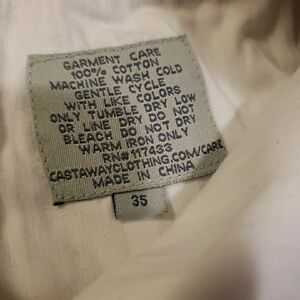 GARMENT CARE
100% COTTON
MACHINE WASH COLD
GENTLE CYCLE
WITH LIKE COLORS
ONLY TUMBLE DRY LOW
OR LINE DRY DO NOT
BLEACH DO NOT DRY
WARM IRON ONLY
RN#117433
CASTAWAYCLOTHING.COM/CARE
MADE IN CHINA
35